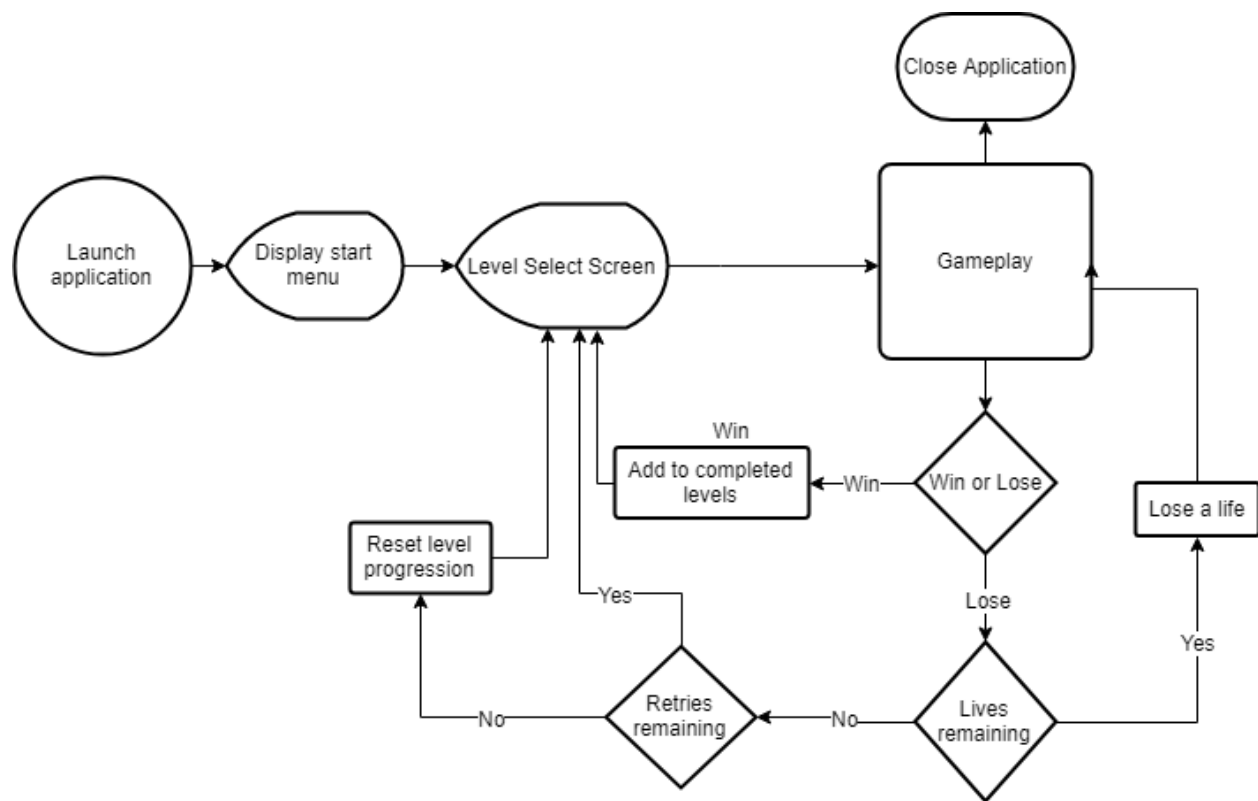 Close Application
Launch
application
Display start
menu
Level Select Screen
Gameplay
Win
Add to completed
levels
Win
Win or Lose
Lose a life
Reset level
progression
Yes
Lose
Yes
Retries
remaining
Lives
remaining
No
No